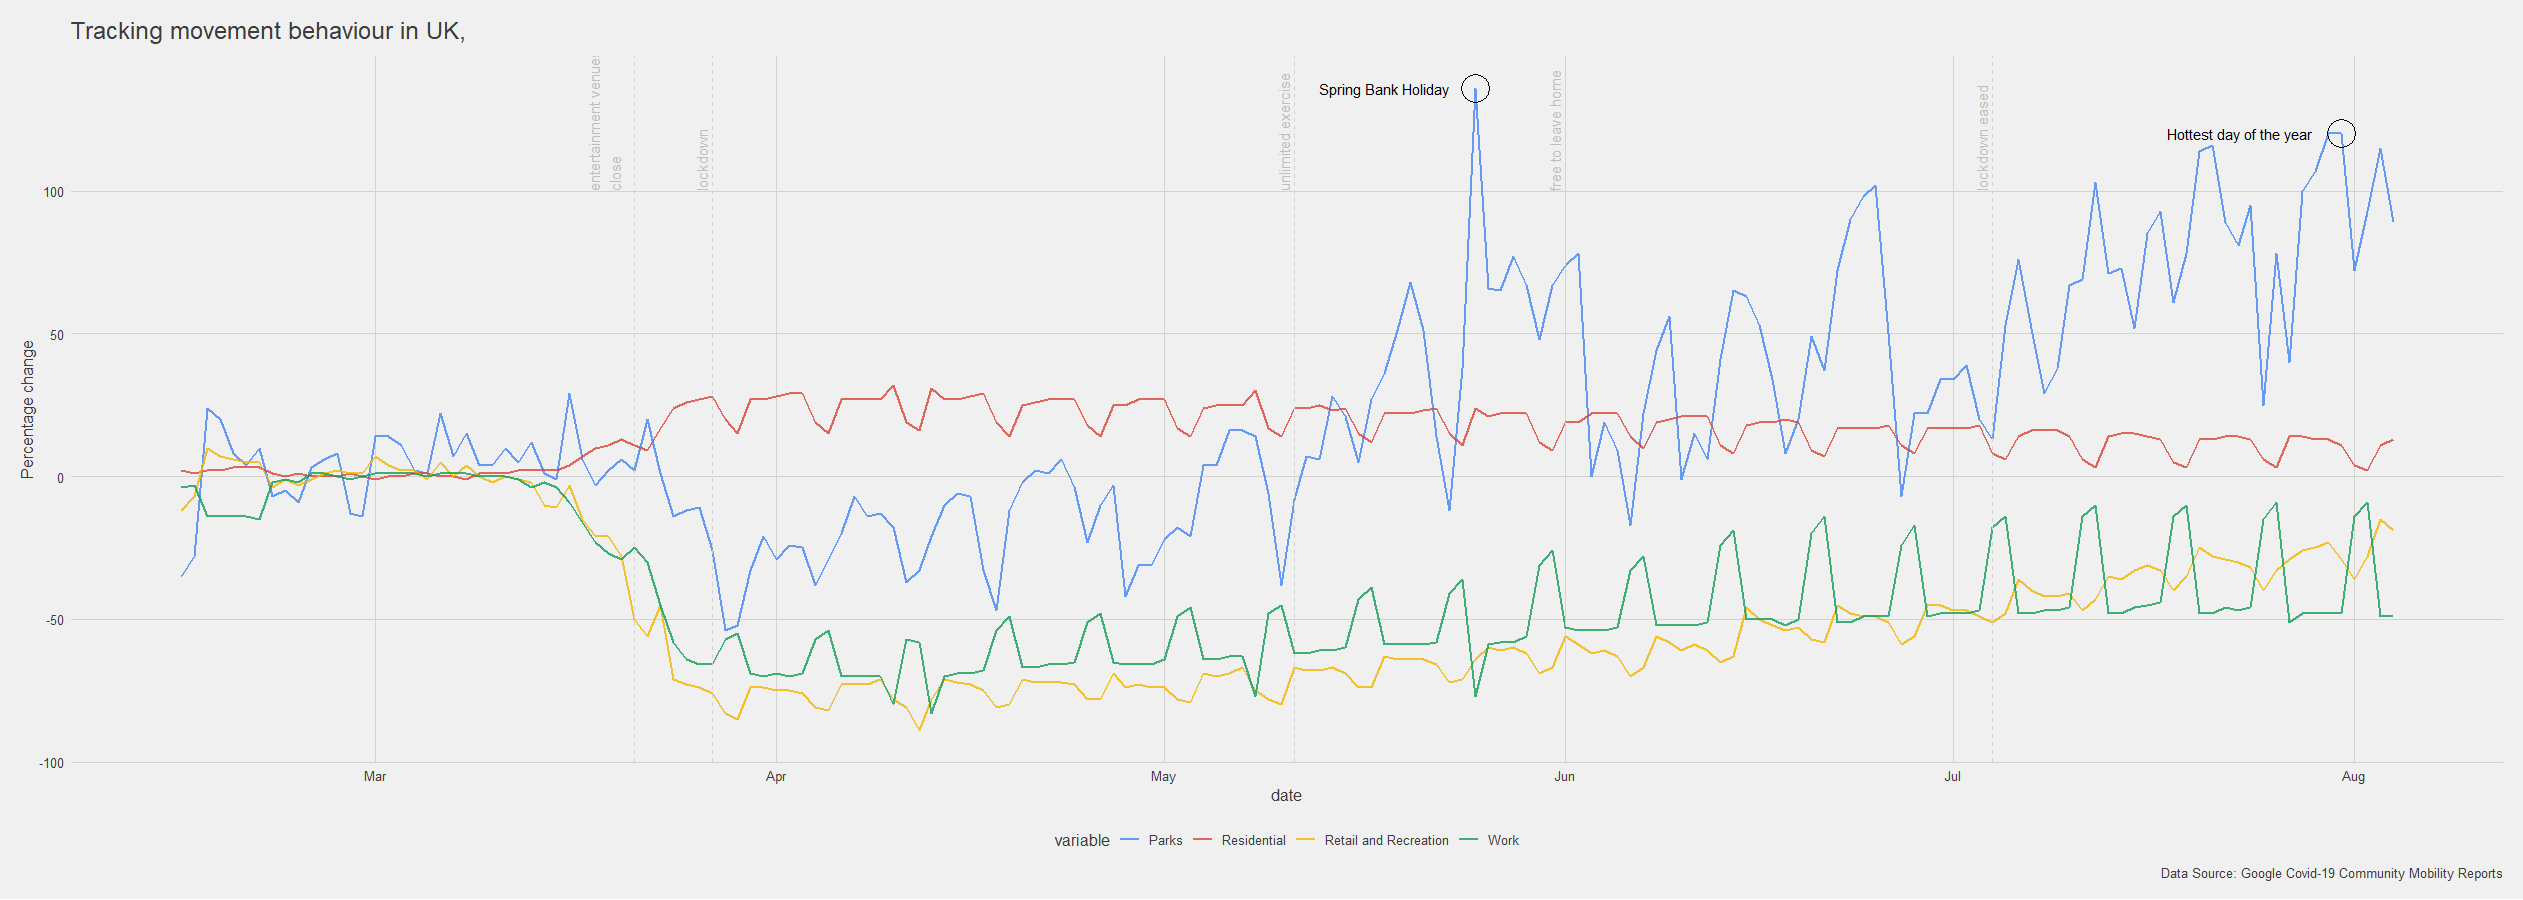 Tracking movement behaviour in UK,
entertainment venues
close
lockdown
unlimited exercise
free to leave home
lockdown eased
Spring Bank Holiday
Hottest day of the year
Percentage change
100
50
0
-50
-100
Mar
Apr
May
Jun
Jul
Aug
date
variable
Parks
Residential
Retail and Recreation
Work
Data Source: Google Covid-19 Community Mobility Reports